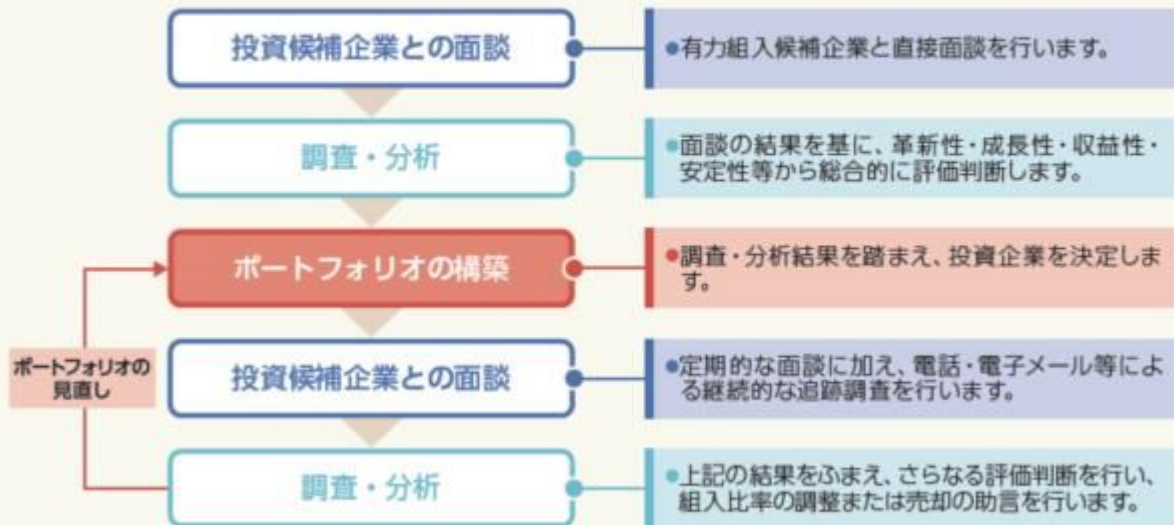 投資候補企業との面談
●有力組入候補企業と直接面談を行います。
調査・分析
●面談の結果を基に、革新性・成長性・収益性・
安定性等から総合的に評価判断します。
ポートフォリオの構築
●調査・分析結果を踏まえ、投資企業を決定しま
す。
ポートフォリオの
見直し
投資候補企業との面談
●定期的な面談に加え、電話・電子メール等によ
る継続的な追跡調査を行います。
調査・分析
●上記の結果をふまえ、さらなる評価判断を行い、
組入比率の調整または売却の助言を行います。